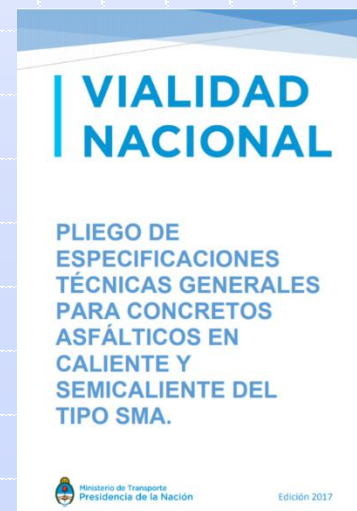 VIALIDAD
NACIONAL
PLIEGO DE
ESPECIFICACIONES
TÉCNICAS GENERALES
PARA CONCRETOS
ASFÁLTICOS EN
CALIENTE Y
SEMICALIENTE DEL
TIPO SMA.
Ministerio de Transporte
Presidencia de la Nación
Edición 2017